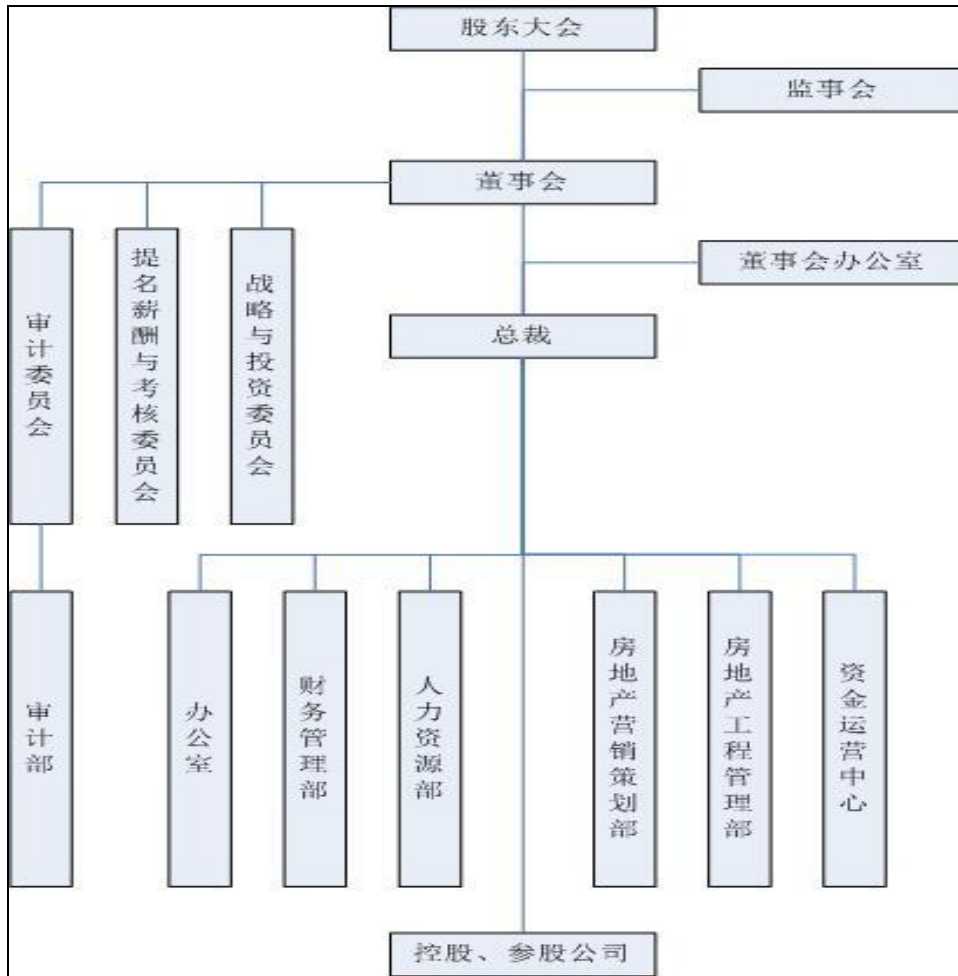 股东大会
监事会
董事会
董事会办公室
总裁
审计委员会
提名薪酬与考核委员会
战略与投资委员会
审计部
办公室
财务管理部
人力资源部
房地产营销策划部
房地产工程管理部
资金运营中心
控股、参股公司